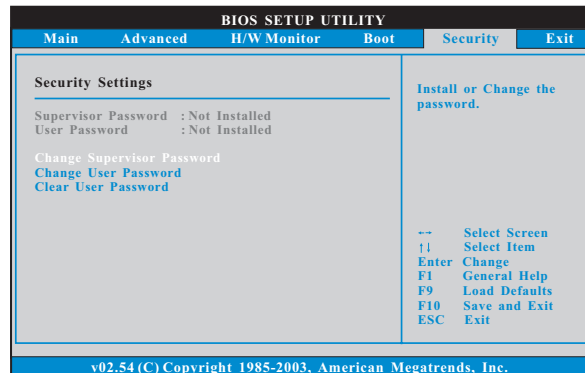 BIOS SETUP UTILITY
Main Advanced H/W Monitor Boot Security Exit
Security Settings
Supervisor Password : Not Installed
User Password : Not Installed
Change Supervisor Password
Change User Password
Clear User Password
Install or Change the
password.
←→ Select Screen
↑↓ Select Item
Enter Change
F1 General Help
F9 Load Defaults
F10 Save and Exit
ESC Exit
v02.54 (C) Copyright 1985-2003, American Megatrends, Inc.